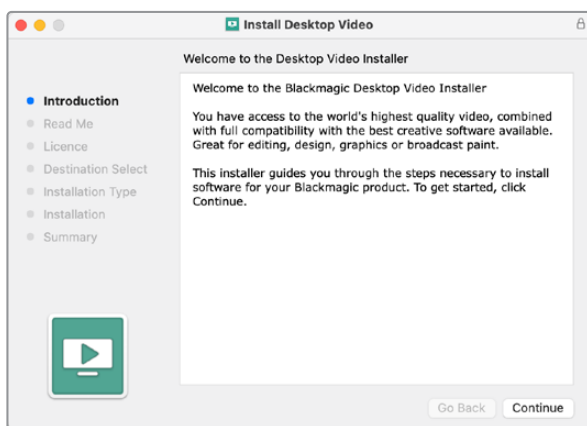 Install Desktop Video
Welcome to the Desktop Video Installer
Introduction
Read Me
Licence
Destination Select
Installation Type
Installation
Summary
Welcome to the Blackmagic Desktop Video Installer
You have access to the world's highest quality video, combined
with full compatibility with the best creative software available.
Great for editing, design, graphics or broadcast paint.
This installer guides you through the steps necessary to install
software for your Blackmagic product. To get started, click
Continue.
Go Back
Continue